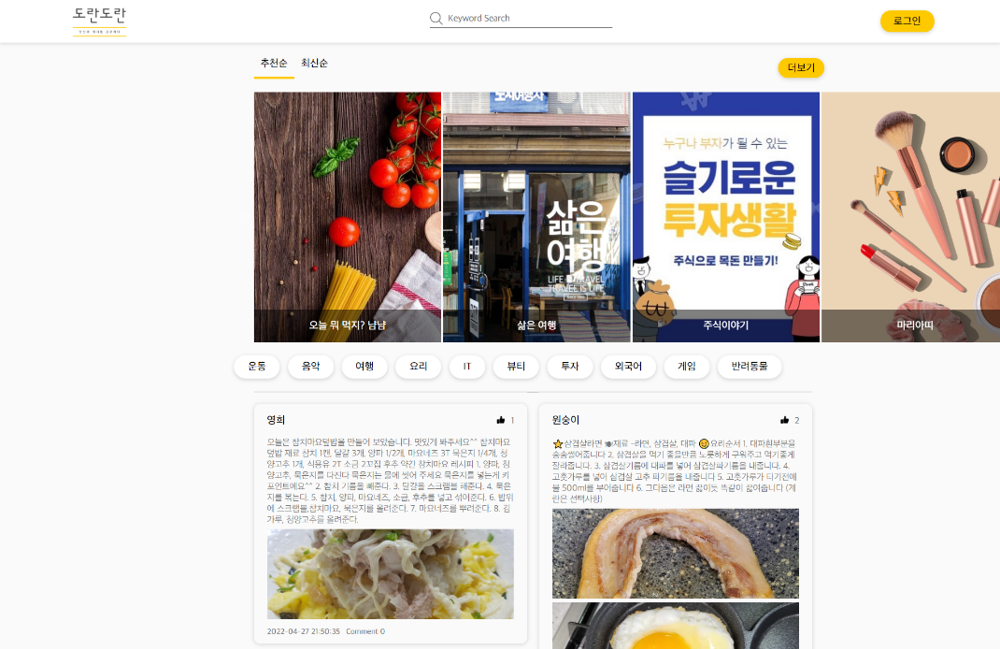 도란도란
Keyword Search
로그인
추천순 최신순
더보기
삶은
여행
LIFE IS TRAVEL
TRAVEL IS LIFE
누구나 부자가 될 수 있는
슬기로운
투자생활
주식으로 목돈 만들기!
오늘 뭐 먹지? 냠냠
삶은 여행
주식이야기
마리아띠
운동 음악 여행 요리 IT 뷰티 투자 외국어 게임 반려동물
영희 1
오늘은 참치마요덮밥을 만들어 보았습니다. 맛있게 봐주세요^^ 참치마요
덮밥 재료 참치 1캔, 달걀 3개, 양파 1/2개, 마요네즈 3T 묵은지 1/4개, 청
양고추 1개, 식용유 2T 소금 2꼬집 후추 약간 참치마요 레시피 1. 양파, 청
양고추, 묵은지를 다진다 묵은지는 물에 씻어 주세요 묵은지를 넣는게 키
포인트에요^^ 2. 참치 기름을 빼준다. 3. 달걀을 스크램블 해준다. 4. 묵은
지를 볶는다. 5. 참치, 양파, 마요네즈, 소금, 후추를 넣고 섞어준다. 6. 밥위
에 스크램블,참치마요, 묵은지를 올려준다. 7. 마요네즈를 뿌려준다. 8. 김
가루, 청양고추를 올려준다.
2022-04-27 21:50:35 Comment 0
원숭이 2
⭐삼겹살라면 🍽재료 -라면, 삼겹살, 대파 😀요리순서 1. 대파흰부분을
송송썰어줍니다 2. 삼겹살을 먹기 좋을만큼 노릇하게 구워주고 먹기좋게
잘라줍니다. 3. 삼겹살기름에 대파를 넣어 삼겹살파기름을 내줍니다. 4.
고춧가루를 넣어 삼겹살 고추 파기름을 내줍니다 5. 고춧가루가 타기전에
물 500ml를 부어습니다 6. 그다음은 라면 끓이듯 똑같이 끓여습니다 (계
란은 선택사항)